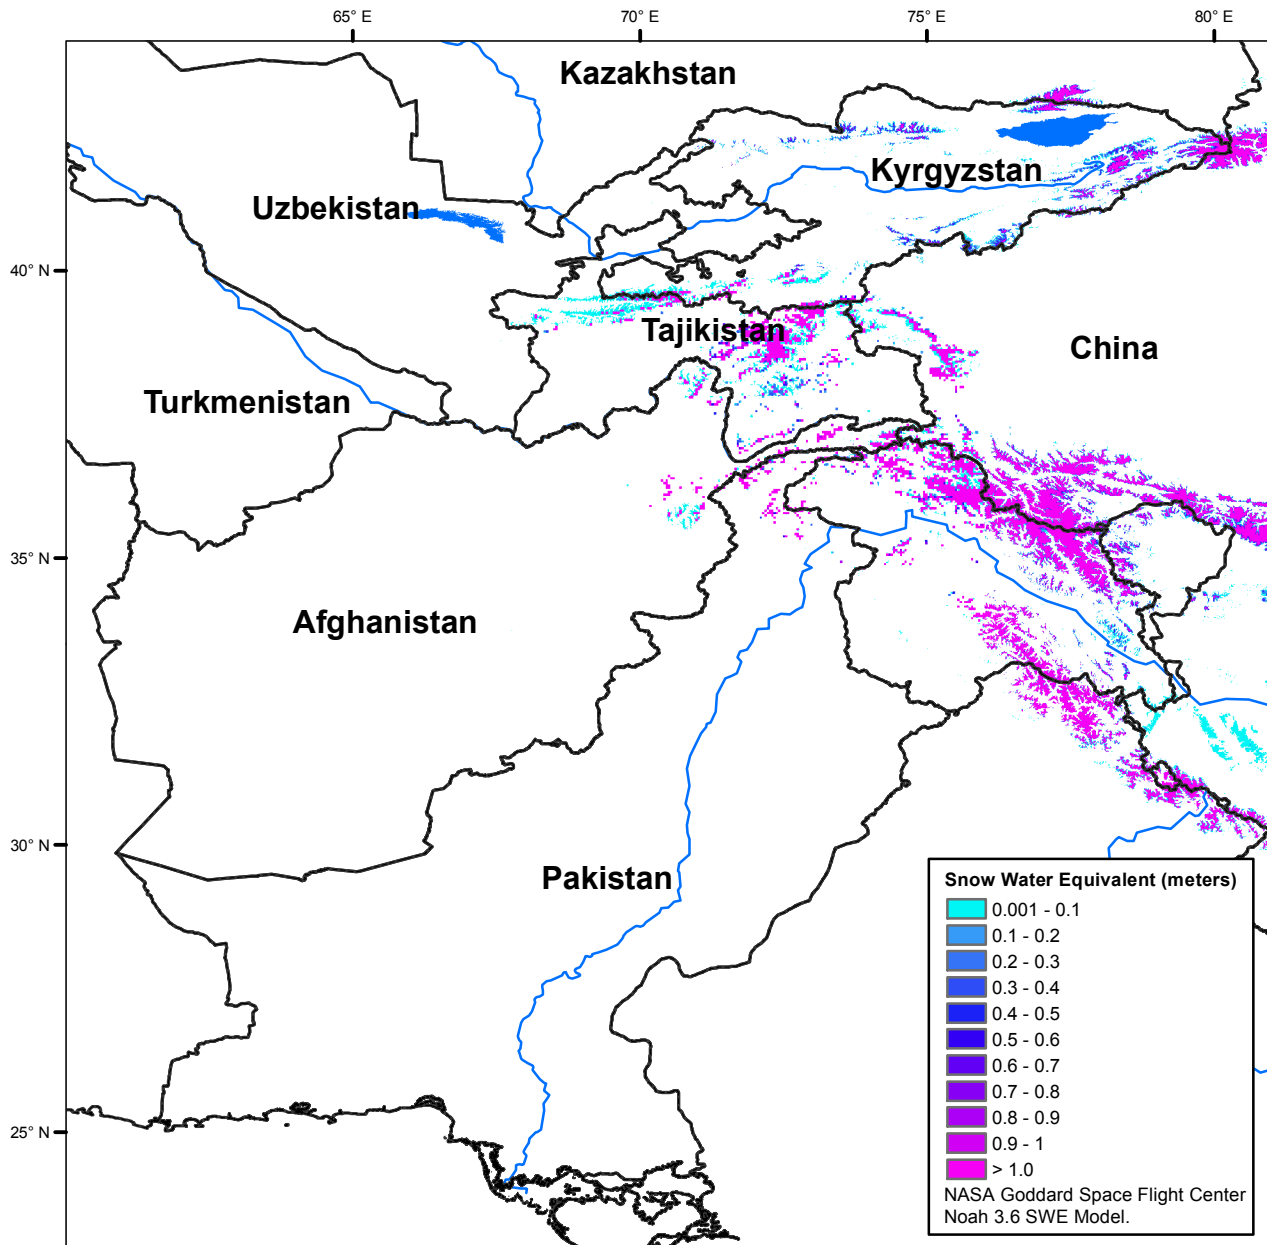 65° E
70° E
75° E
80° E
Kazakhstan
Kyrgyzstan
Uzbekistan
40° N
Tajikistan
China
Turkmenistan
35° N
Afghanistan
30° N
Pakistan
25° N
Snow Water Equivalent (meters)
0.001 - 0.1
0.1 - 0.2
0.2 - 0.3
0.3 - 0.4
0.4 - 0.5
0.5 - 0.6
0.6 - 0.7
0.7 - 0.8
0.8 - 0.9
0.9 - 1
> 1.0
NASA Goddard Space Flight Center
Noah 3.6 SWE Model.